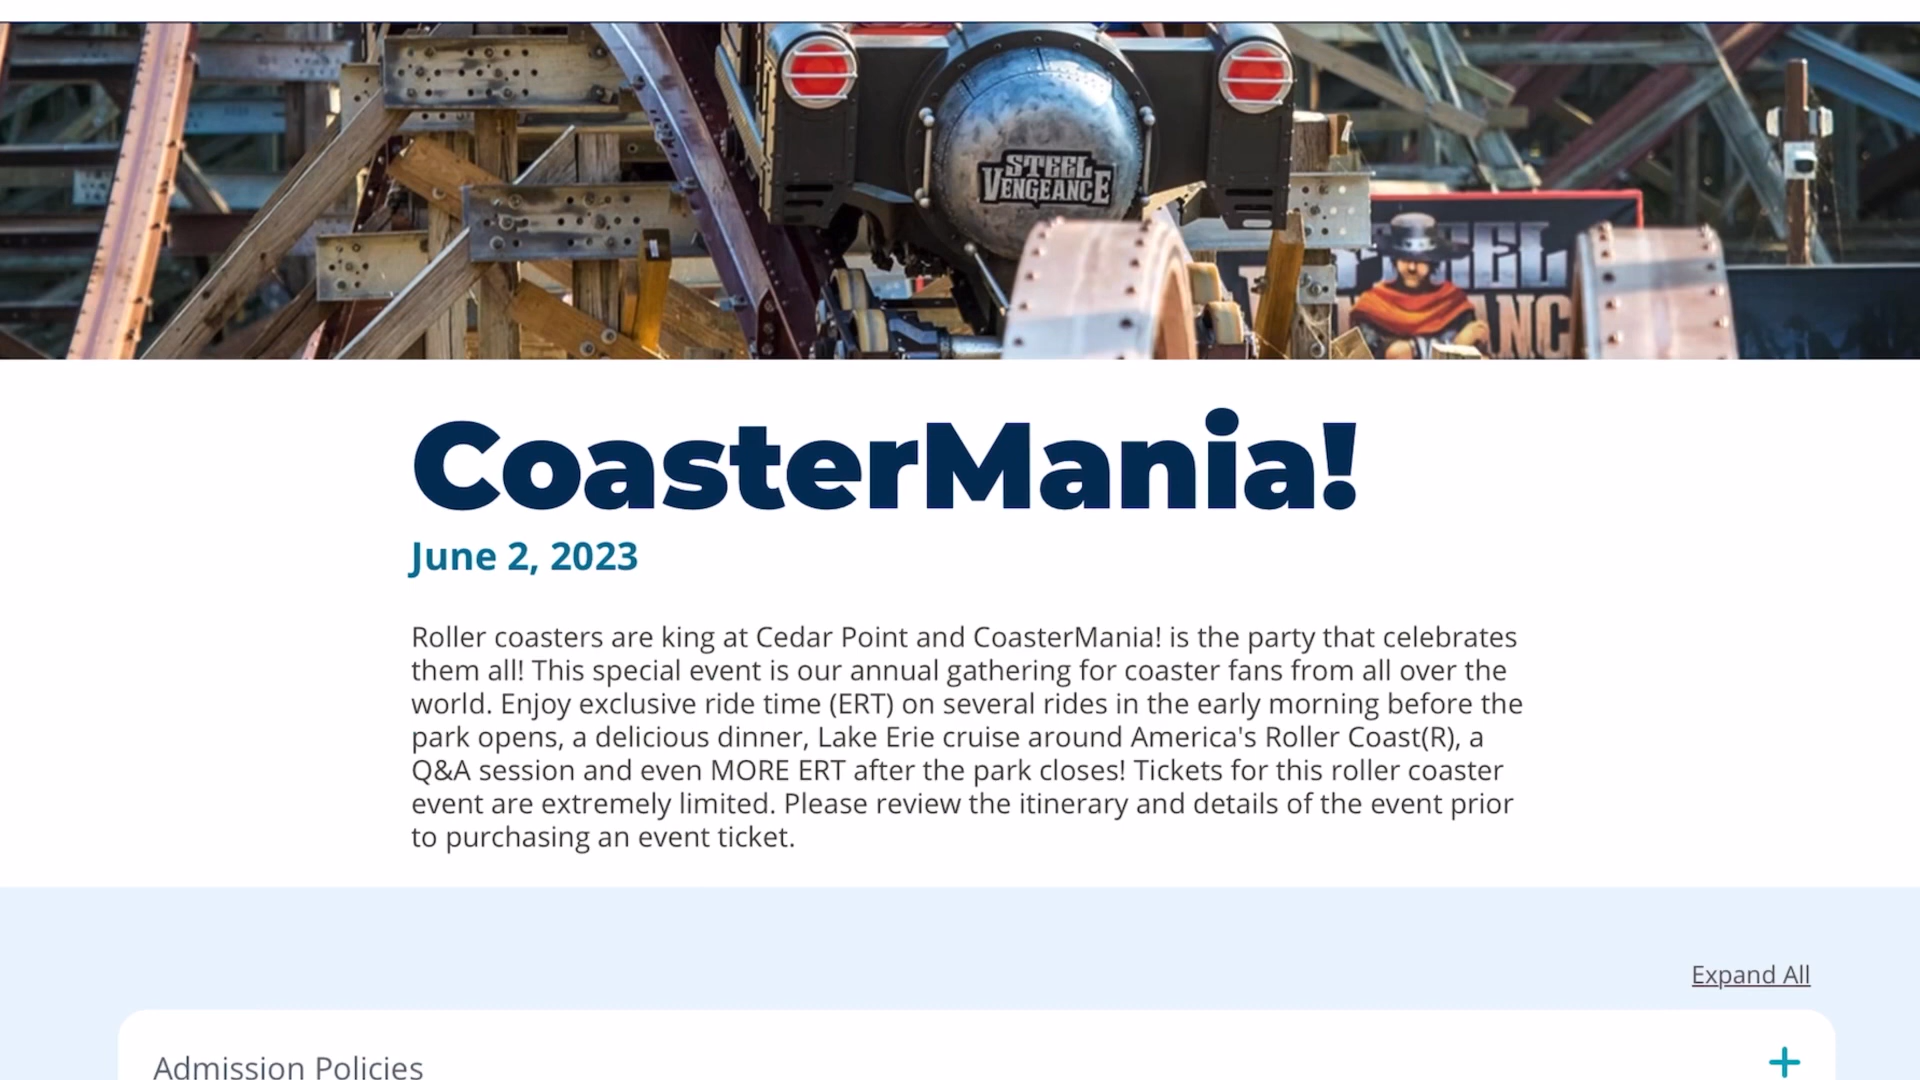 STEEL
VENGEANCE
CoasterMania!
June 2, 2023
Roller coasters are king at Cedar Point and CoasterMania! is the party that celebrates
them all! This special event is our annual gathering for coaster fans from all over the
world. Enjoy exclusive ride time (ERT) on several rides in the early morning before the
park opens, a delicious dinner, Lake Erie cruise around America's Roller Coast(R), a
Q&A session and even MORE ERT after the park closes! Tickets for this roller coaster
event are extremely limited. Please review the itinerary and details of the event prior
to purchasing an event ticket.
Expand All
Admission Policies